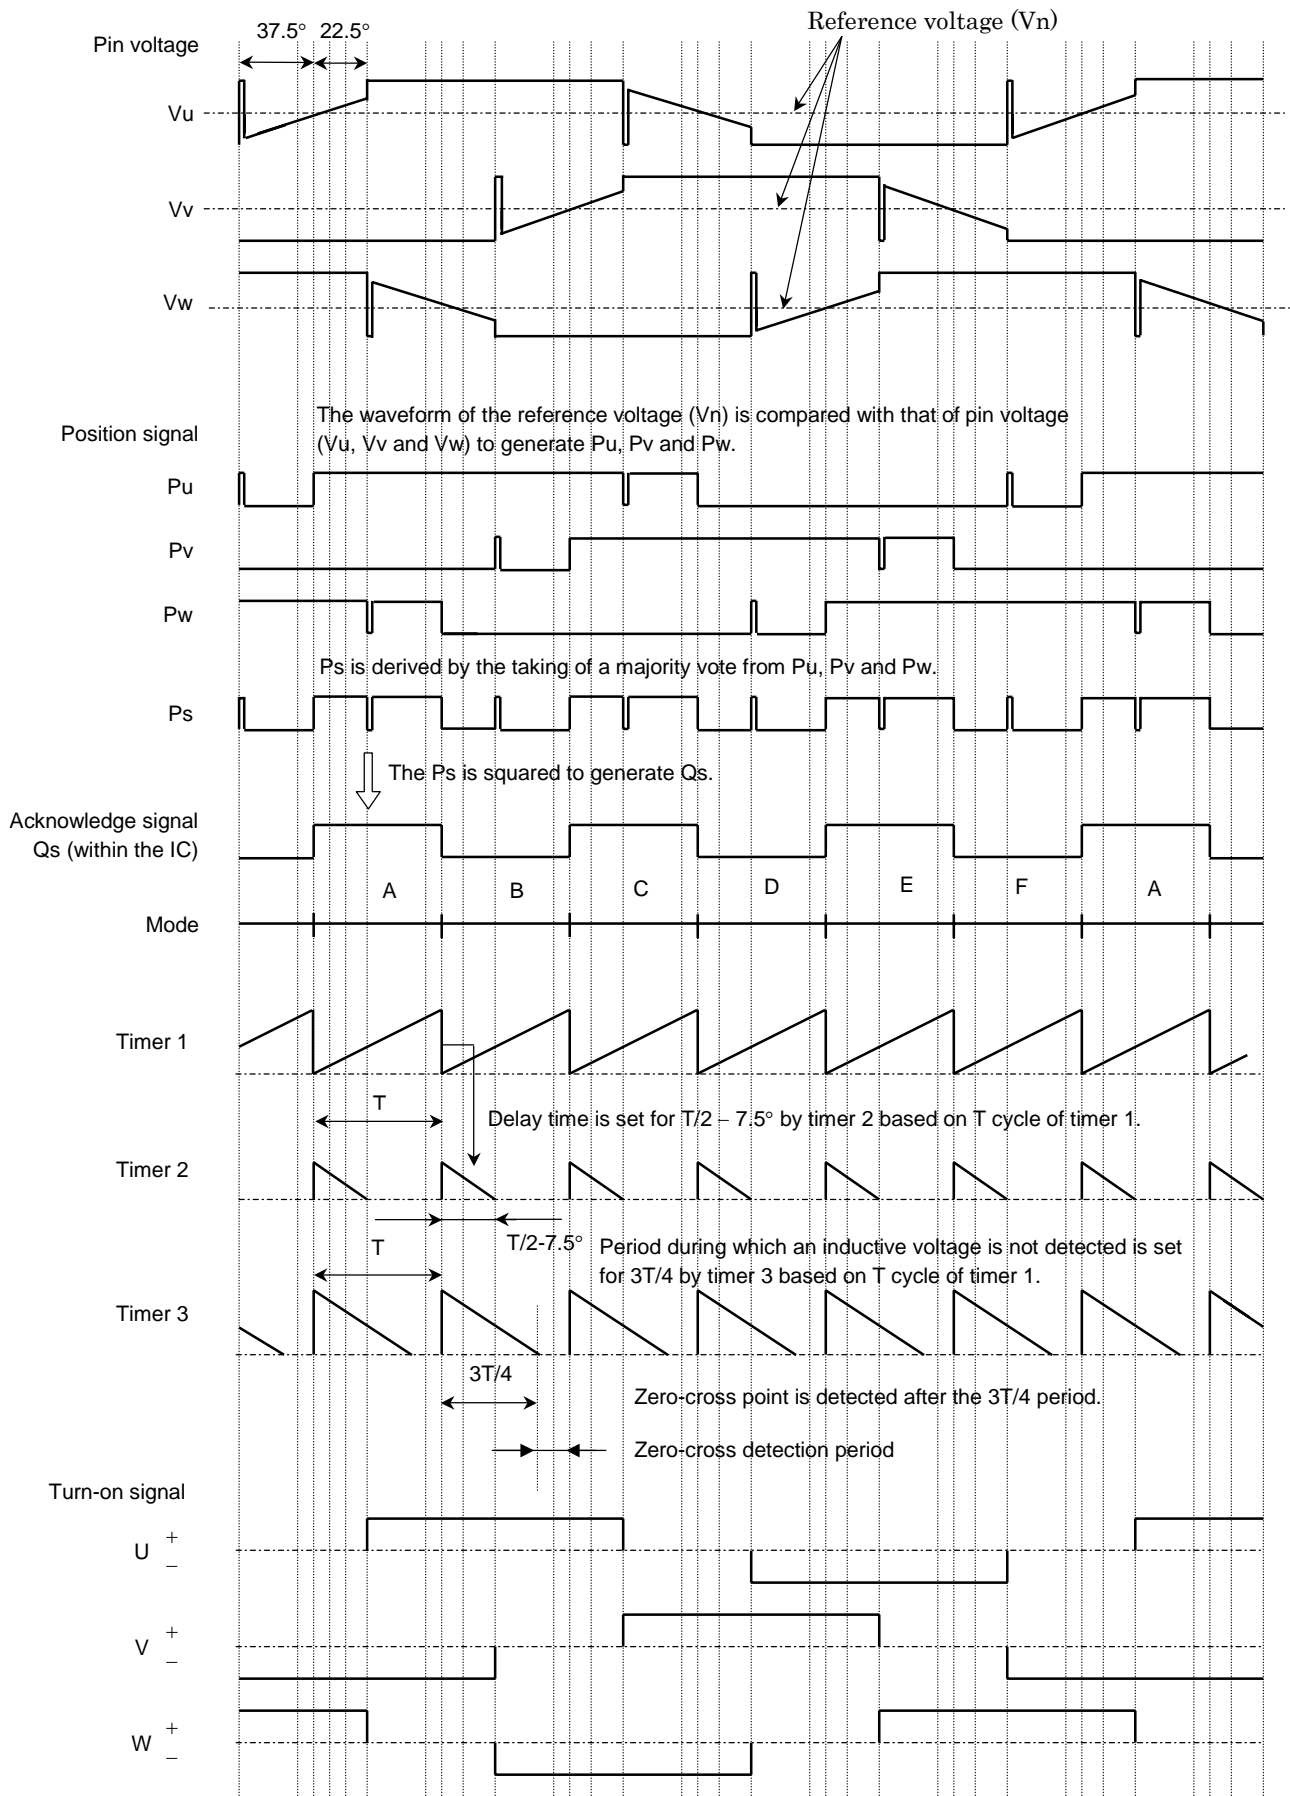 Reference voltage (Vn)
37.5° 22.5°
Pin voltage
Vu
Vv
Vw
The waveform of the reference voltage (Vn) is compared with that of pin voltage
(Vu, Vv and Vw) to generate Pu, Pv and Pw.
Position signal
Pu
Pv
Pw
Ps is derived by the taking of a majority vote from Pu, Pv and Pw.
Ps
The Ps is squared to generate Qs.
Acknowledge signal
Qs (within the IC)
A B C D E F A
Mode
Timer 1
T
Delay time is set for T/2 – 7.5° by timer 2 based on T cycle of timer 1.
Timer 2
T/2-7.5°
T
Period during which an inductive voltage is not detected is set
for 3T/4 by timer 3 based on T cycle of timer 1.
Timer 3
3T/4
Zero-cross point is detected after the 3T/4 period.
Zero-cross detection period
Turn-on signal
+
U
−
+
V
−
+
W
−